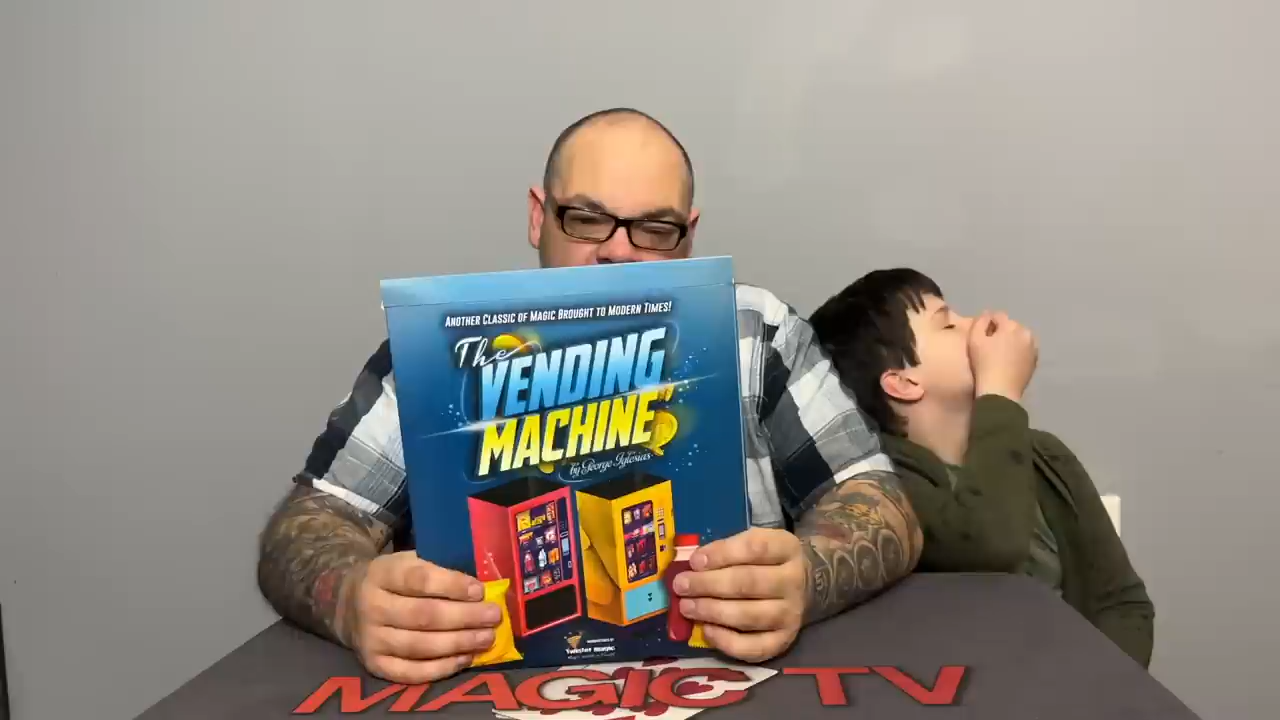 Another Classic of Magic Brought to Modern Times!
The
VENDING
MACHINE
by George Iglesias
Twister Magic
MAGIC TV